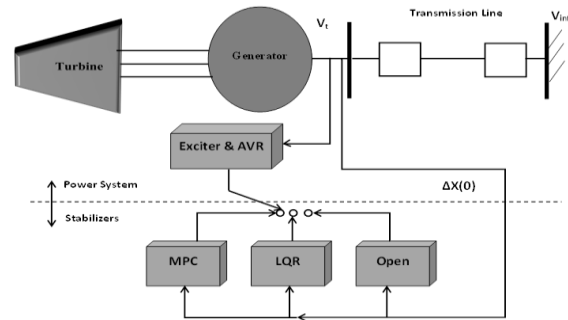 Transmission Line
Vt
Vinf
Turbine
Generator
Exciter & AVR
Power System
ΔX(0)
Stabilizers
MPC
LQR
Open